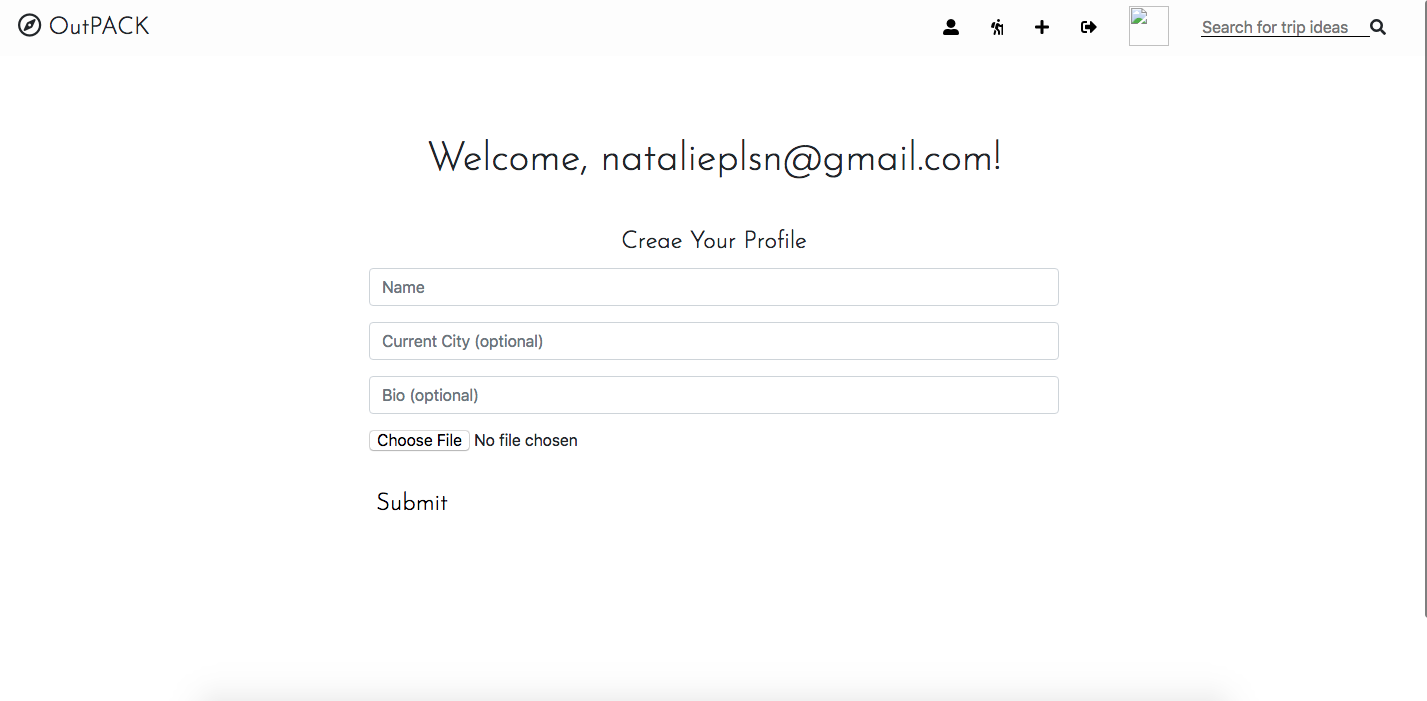 OutPACK
Search for trip ideas
Welcome, natalieplsn@gmail.com!
Creae Your Profile
Name
Current City (optional)
Bio (optional)
Choose File No file chosen
Submit